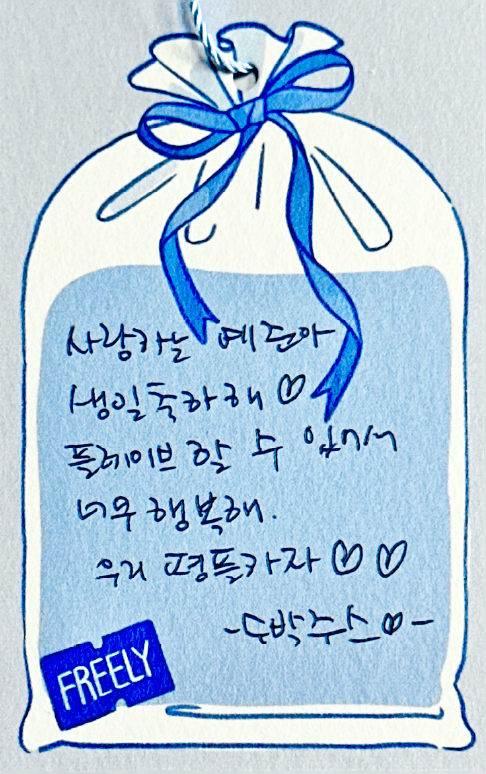 사랑하는 예준아
생일축하해♡
플레이브 할 수 있어서
너무 행복해.
우리 평플하자♡♡
-수박주스♡-
FREELY